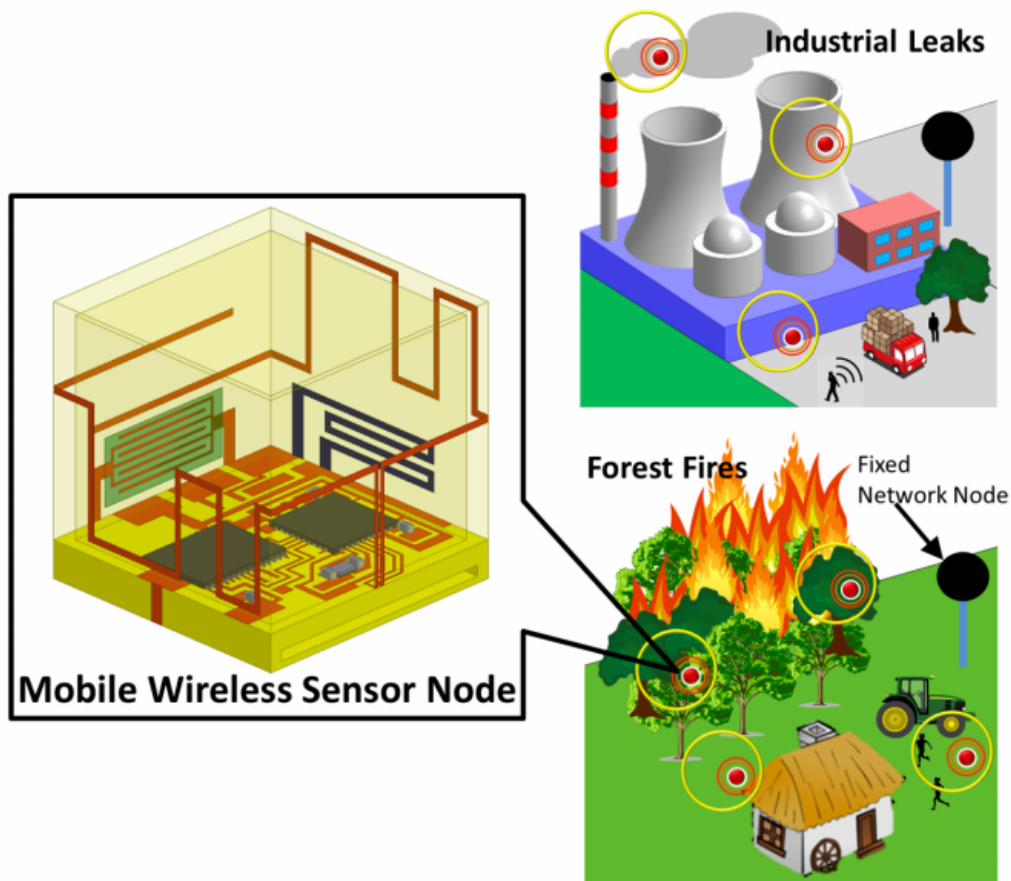 Industrial Leaks
Mobile Wireless Sensor Node
Forest Fires
Fixed
Network Node